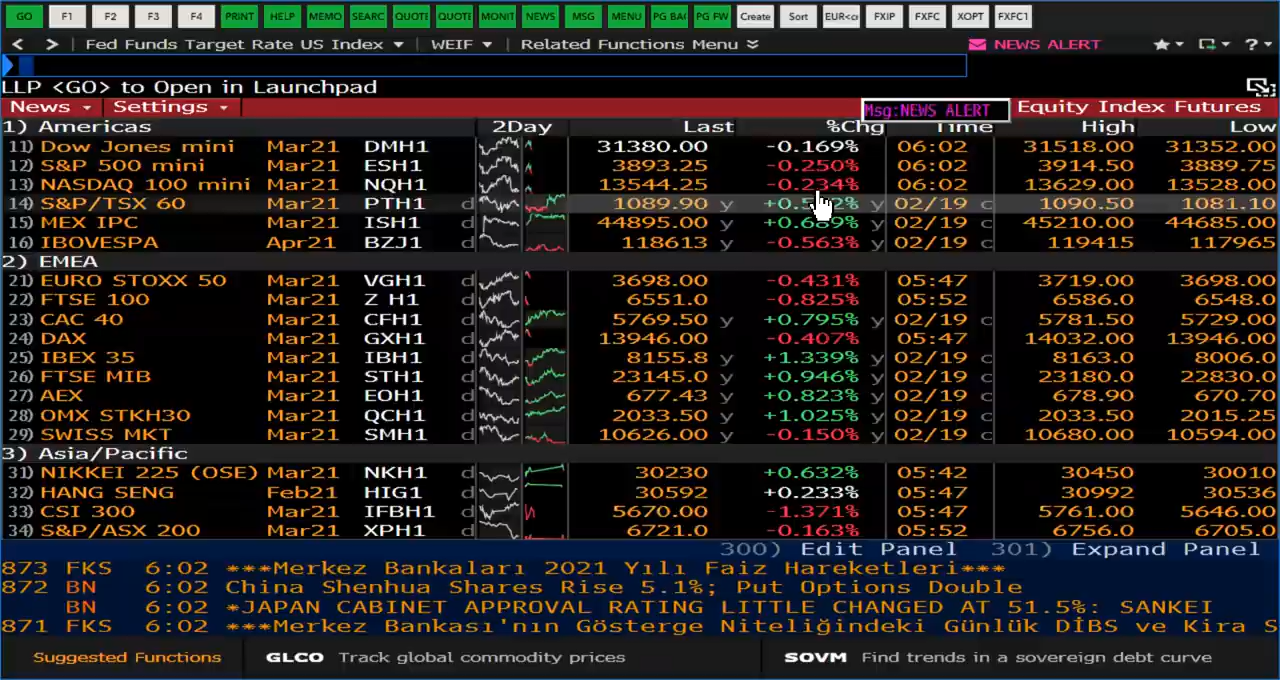 GO F1 F2 F3 F4 PRINT HELP MEMO SEARC QUOTE QUOTE MONIT NEWS MSG MENU PG BA PG FW Create Sort EUR<c FXIP FXFC XOPT FXFC1
< > Fed Funds Target Rate US Index WEIF Related Functions Menu NEWS ALERT ?
LLP <GO> to Open in Launchpad
News Settings Msg:NEWS ALERT Equity Index Futures
1) Americas 2Day Last %Chg Time High Low
11) Dow Jones mini Mar21 DMH1 31380.00 -0.169% 06:02 31518.00 31352.00
12) S&P 500 mini Mar21 ESH1 3893.25 -0.250% 06:02 3914.50 3889.75
13) NASDAQ 100 mini Mar21 NQH1 13544.25 -0.234% 06:02 13629.00 13528.00
14) S&P/TSX 60 Mar21 PTH1 d 1089.90 y y 02/19 c 1090.50 1081.10
15) MEX IPC Mar21 ISH1 d 44895.00 y +0.689% y 02/19 c 45210.00 44685.00
16) IBOVESPA Apr21 BZJ1 d 118613 y -0.563% y 02/19 c 119415 117965
2) EMEA
21) EURO STOXX 50 Mar21 VGH1 d 3698.00 -0.431% 05:47 3719.00 3698.00
22) FTSE 100 Mar21 Z H1 d 6551.0 -0.825% 05:52 6586.0 6548.0
23) CAC 40 Mar21 CFH1 d 5769.50 y +0.795% y 02/19 c 5781.50 5729.00
24) DAX Mar21 GXH1 d 13946.00 -0.407% 05:47 14032.00 13946.00
25) IBEX 35 Mar21 IBH1 d 8155.8 y +1.339% y 02/19 c 8163.0 8006.0
26) FTSE MIB Mar21 STH1 d 23145.0 y +0.946% y 02/19 c 23180.0 22830.0
27) AEX Mar21 EOH1 d 677.43 y +0.823% y 02/19 c 678.90 670.70
28) OMX STKH30 Mar21 QCH1 d 2033.50 y +1.025% y 02/19 c 2033.50 2015.25
29) SWISS MKT Mar21 SMH1 d 10626.00 y -0.150% y 02/19 c 10680.00 10594.00
3) Asia/Pacific
31) NIKKEI 225 (OSE) Mar21 NKH1 d 30230 +0.632% 05:42 30450 30010
32) HANG SENG Feb21 HIG1 d 30592 +0.233% 05:47 30992 30536
33) CSI 300 Mar21 IFBH1 d 5670.00 -1.371% 05:47 5761.00 5646.00
34) S&P/ASX 200 Mar21 XPH1 d 6721.0 -0.163% 05:52 6756.0 6705.0
300) Edit Panel 301) Expand Panel
873 FKS 6:02 ***Merkez Bankaları 2021 Yılı Faiz Hareketleri***
872 BN 6:02 China Shenhua Shares Rise 5.1%; Put Options Double
BN 6:02 *JAPAN CABINET APPROVAL RATING LITTLE CHANGED AT 51.5%: SANKEI
871 FKS 6:02 ***Merkez Bankası'nın Gösterge Niteliğindeki Günlük DİBS ve Kira S
Suggested Functions GLCO Track global commodity prices SOVM Find trends in a sovereign debt curve